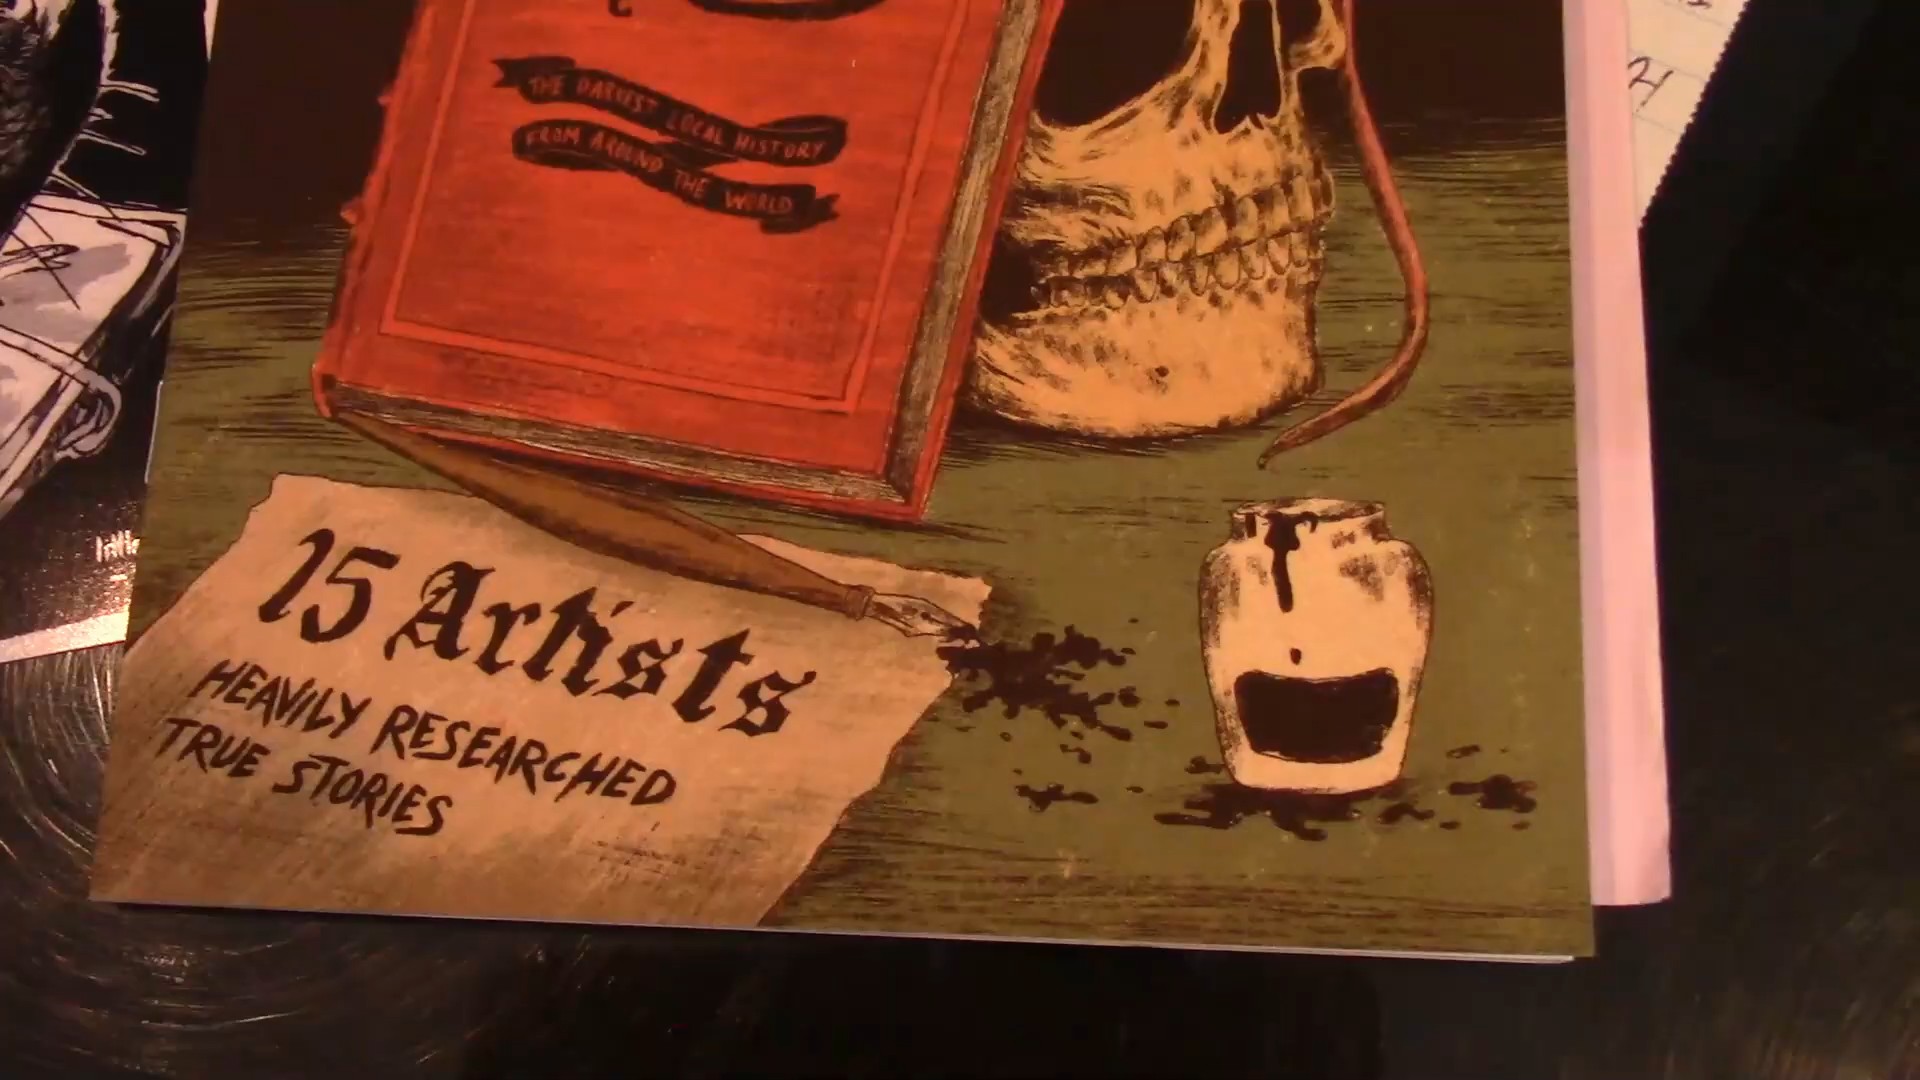 THE DARKEST LOCAL HISTORY
FROM AROUND THE WORLD
15 Artists
HEAVILY RESEARCHED
TRUE STORIES